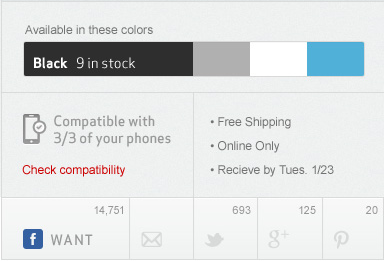 Available in these colors
Black 9 in stock
Compatible with
3/3 of your phones
Check compatibility
• Free Shipping
• Online Only
• Recieve by Tues. 1/23
14,751
693
125
20
f WANT
g+